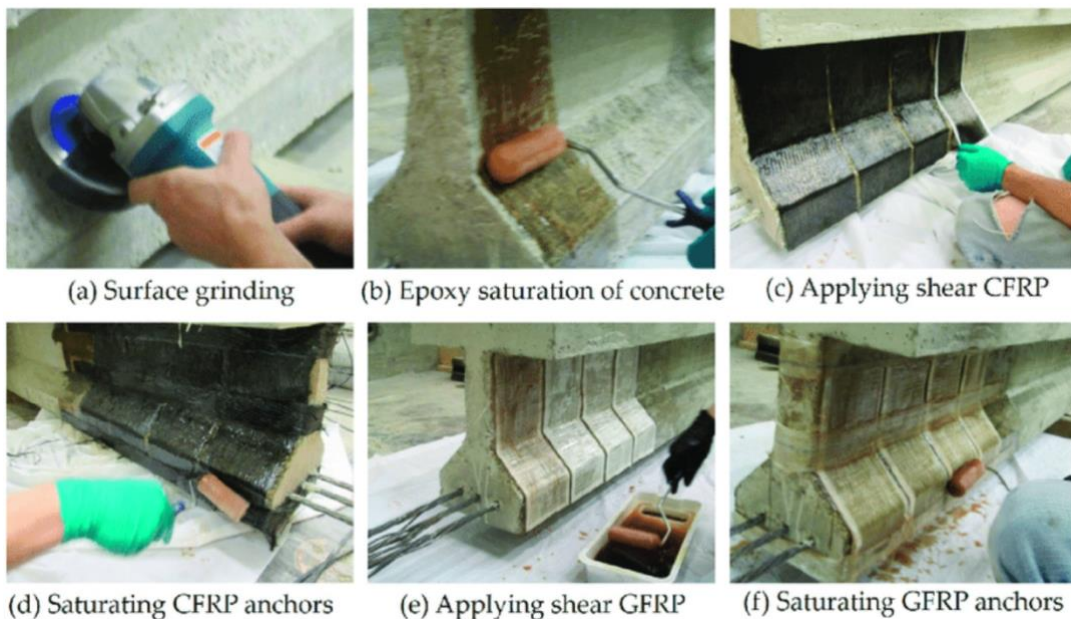 (a) Surface grinding
(b) Epoxy saturation of concrete
(c) Applying shear CFRP
(d) Saturating CFRP anchors
(e) Applying shear GFRP
(f) Saturating GFRP anchors